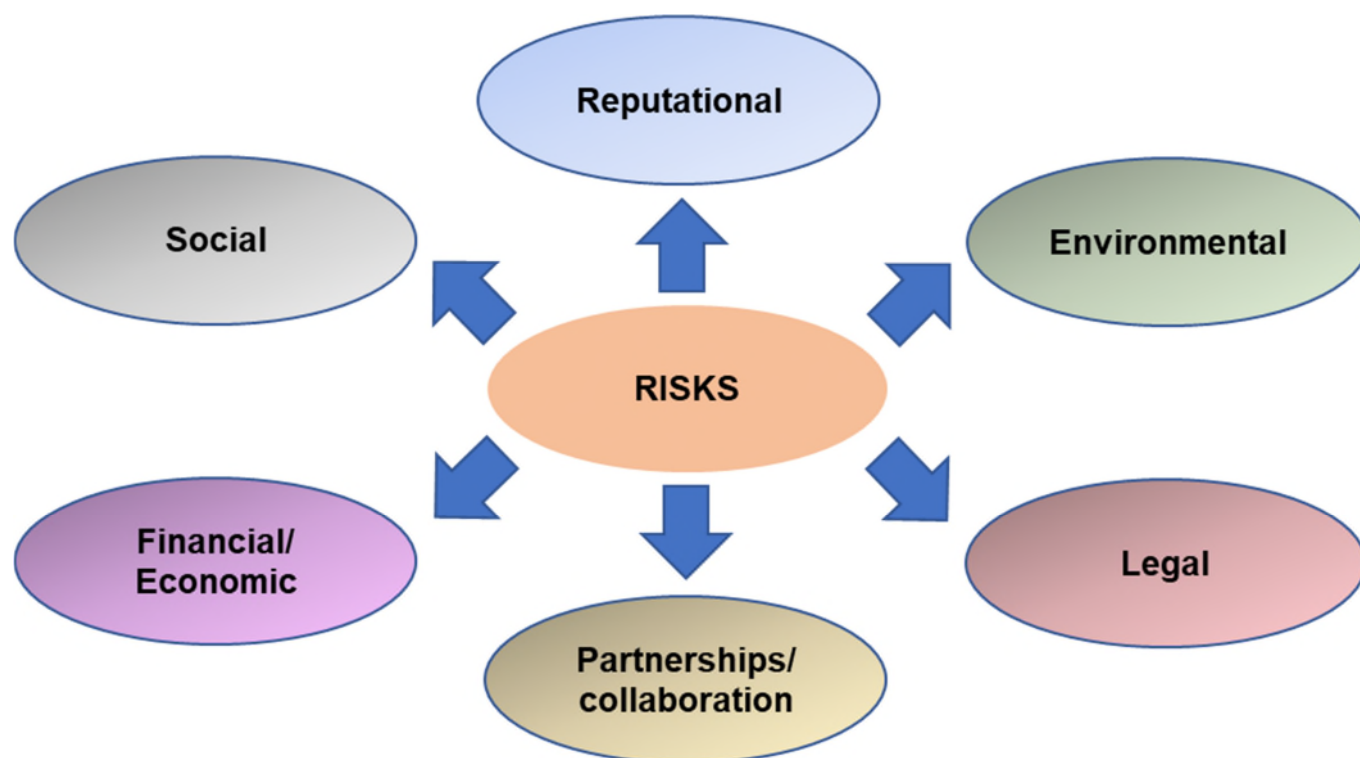 Reputational
Social
Environmental
RISKS
Financial/
Economic
Legal
Partnerships/
collaboration